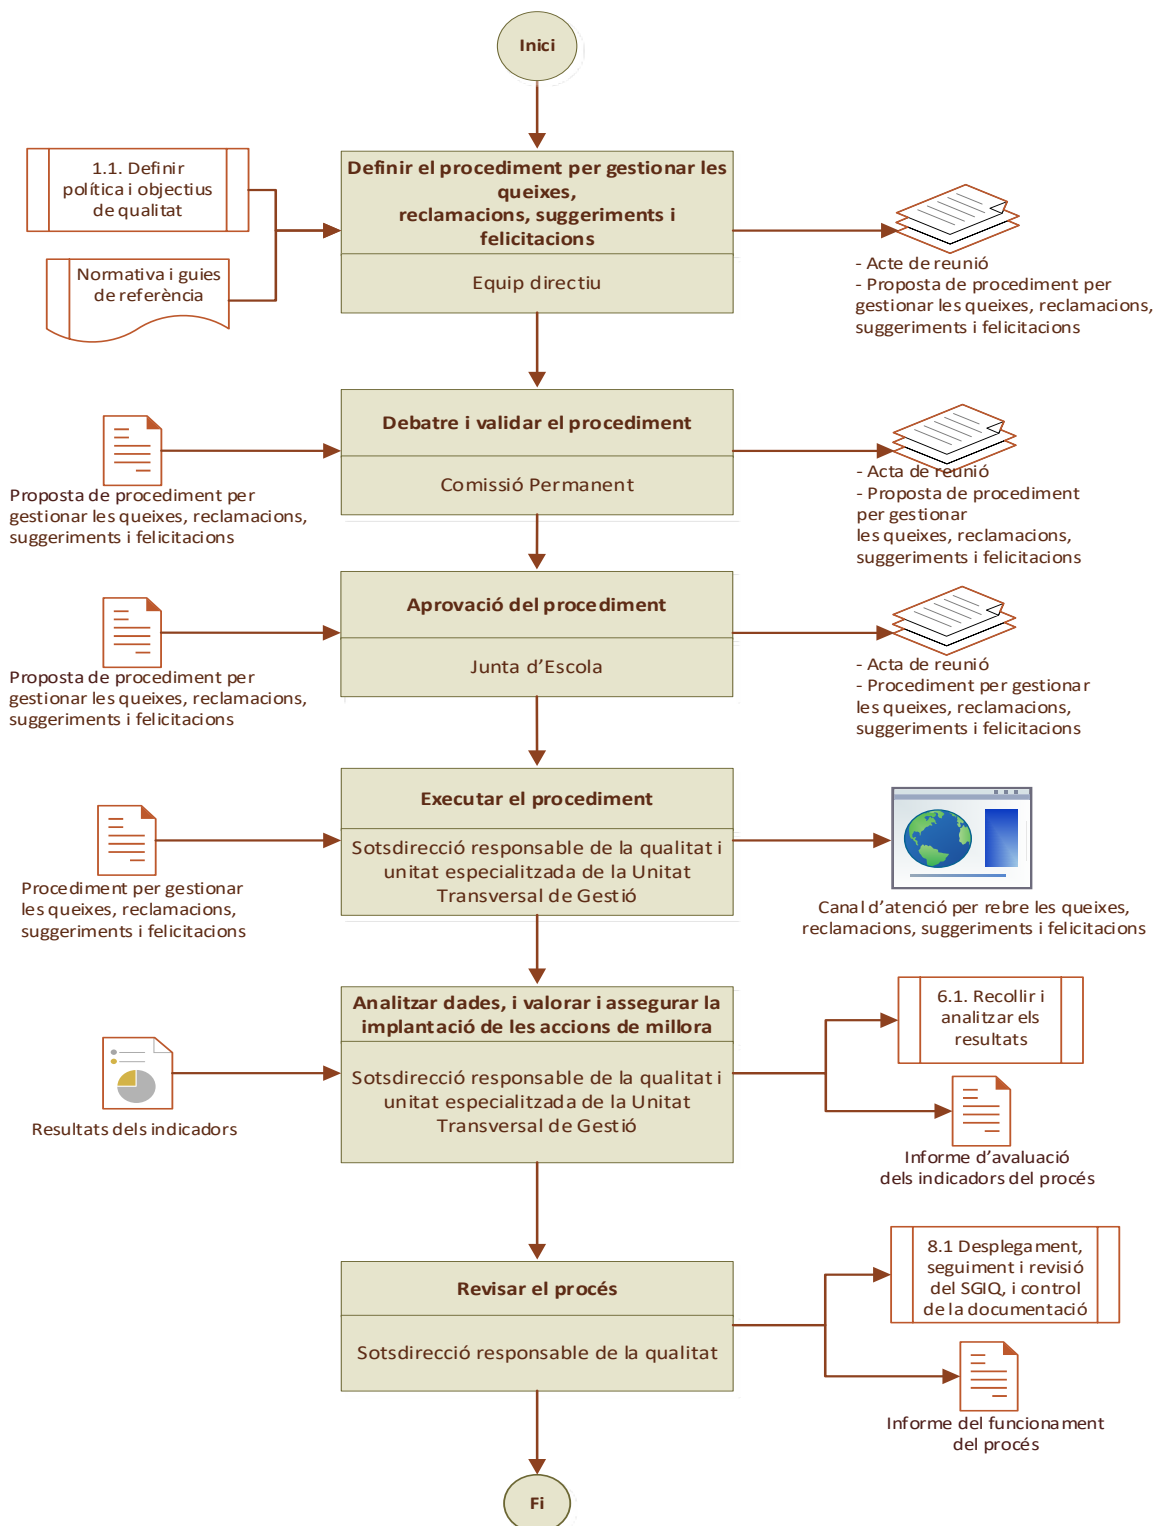 Inici
1.1. Definir
política i objectius
de qualitat
Normativa i guies
de referència
Definir el procediment per gestionar les
queixes,
reclamacions, suggeriments i
felicitacions
Equip directiu
- Acte de reunió
- Proposta de procediment per
gestionar les queixes, reclamacions,
suggeriments i felicitacions
Proposta de procediment per
gestionar les queixes, reclamacions,
suggeriments i felicitacions
Debatre i validar el procediment
Comissió Permanent
- Acta de reunió
- Proposta de procediment
per gestionar
les queixes, reclamacions,
suggeriments i felicitacions
Proposta de procediment per
gestionar les queixes, reclamacions,
suggeriments i felicitacions
Aprovació del procediment
Junta d’Escola
- Acta de reunió
- Procediment per gestionar
les queixes, reclamacions,
suggeriments i felicitacions
Procediment per gestionar
les queixes, reclamacions,
suggeriments i felicitacions
Executar el procediment
Sotsdirecció responsable de la qualitat i
unitat especialitzada de la Unitat
Transversal de Gestió
Canal d’atenció per rebre les queixes,
reclamacions, suggeriments i felicitacions
Resultats dels indicadors
Analitzar dades, i valorar i assegurar la
implantació de les accions de millora
Sotsdirecció responsable de la qualitat i
unitat especialitzada de la Unitat
Transversal de Gestió
6.1. Recollir i
analitzar els
resultats
Informe d’avaluació
dels indicadors del procés
Revisar el procés
Sotsdirecció responsable de la qualitat
8.1 Desplegament,
seguiment i revisió
del SGIQ, i control
de la documentació
Informe del funcionament
del procés
Fi